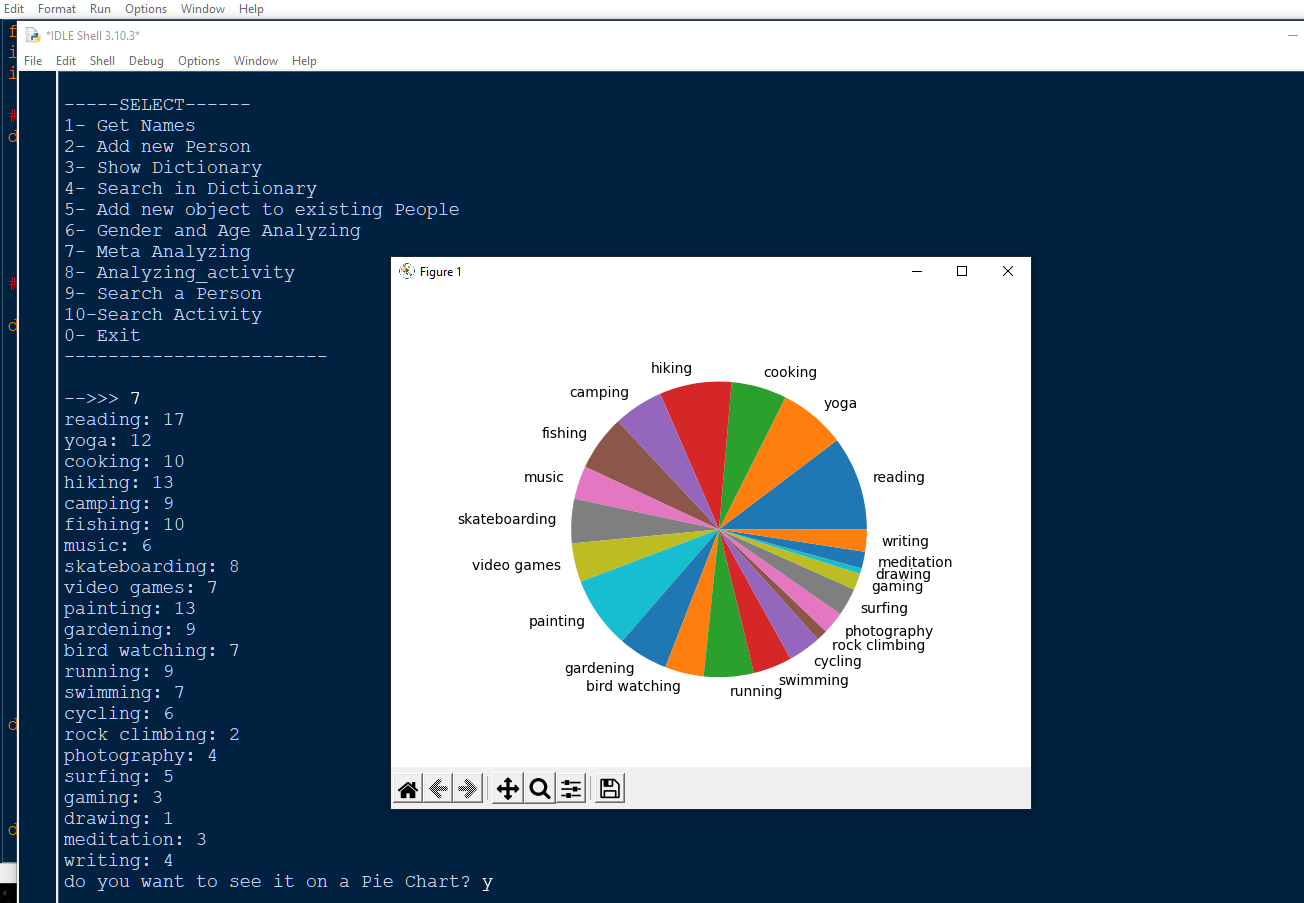 Edit Format Run Options Window Help
*IDLE Shell 3.10.3*
File Edit Shell Debug Options Window Help
-----SELECT------
1- Get Names
2- Add new Person
3- Show Dictionary
4- Search in Dictionary
5- Add new object to existing People
6- Gender and Age Analyzing
7- Meta Analyzing
8- Analyzing_activity
9- Search a Person
10-Search Activity
0- Exit
------------------------
-->>> 7
reading: 17
yoga: 12
cooking: 10
hiking: 13
camping: 9
fishing: 10
music: 6
skateboarding: 8
video games: 7
painting: 13
gardening: 9
bird watching: 7
running: 9
swimming: 7
cycling: 6
rock climbing: 2
photography: 4
surfing: 5
gaming: 3
drawing: 1
meditation: 3
writing: 4
do you want to see it on a Pie Chart? y
Figure 1
hiking
cooking
camping
yoga
fishing
music
reading
skateboarding
writing
video games
meditation
drawing
gaming
surfing
painting
photography
rock climbing
cycling
gardening
swimming
bird watching
running